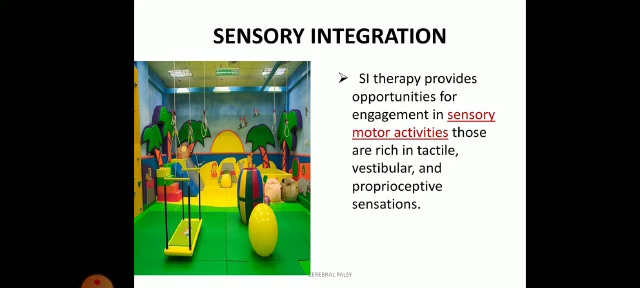 SENSORY INTEGRATION
➢ SI therapy provides
opportunities for
engagement in sensory
motor activities those
are rich in tactile,
vestibular, and
proprioceptive
sensations.
CEREBRAL PALSY